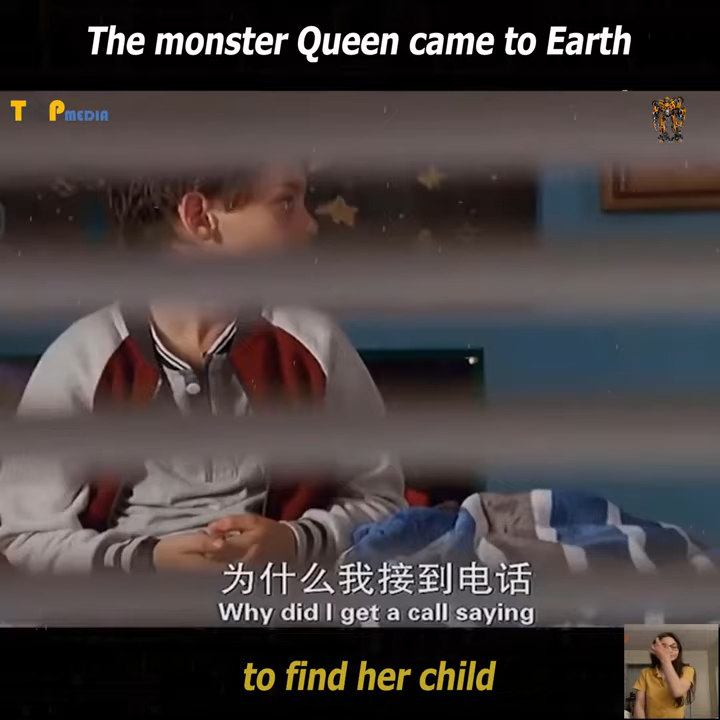 The monster Queen came to Earth
T PMEDIA
为什么我接到电话
Why did I get a call saying
to find her child